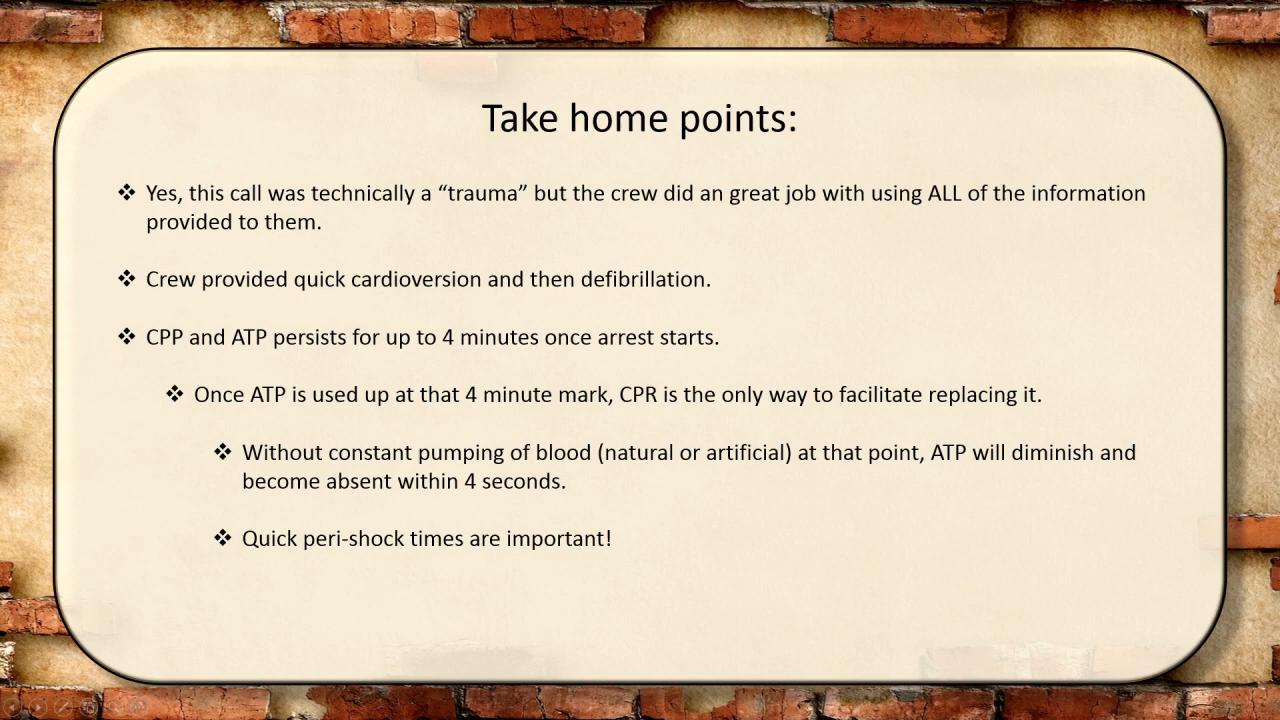 Take home points:
❖ Yes, this call was technically a “trauma” but the crew did an great job with using ALL of the information
provided to them.
❖ Crew provided quick cardioversion and then defibrillation.
❖ CPP and ATP persists for up to 4 minutes once arrest starts.
❖ Once ATP is used up at that 4 minute mark, CPR is the only way to facilitate replacing it.
❖ Without constant pumping of blood (natural or artificial) at that point, ATP will diminish and
become absent within 4 seconds.
❖ Quick peri-shock times are important!